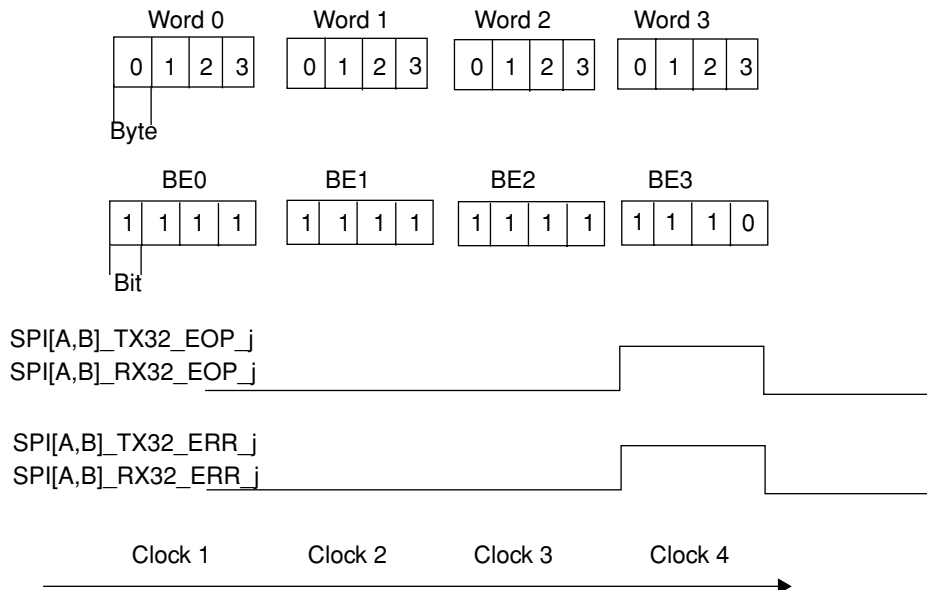 Word 0 Word 1 Word 2 Word 3
0 1 2 3 0 1 2 3 0 1 2 3 0 1 2 3
Byte
BE0 BE1 BE2 BE3
1 1 1 1 1 1 1 1 1 1 1 1 1 1 1 0
Bit
SPI[A,B]_TX32_EOP_j
SPI[A,B]_RX32_EOP_j
SPI[A,B]_TX32_ERR_j
SPI[A,B]_RX32_ERR_j
Clock 1 Clock 2 Clock 3 Clock 4